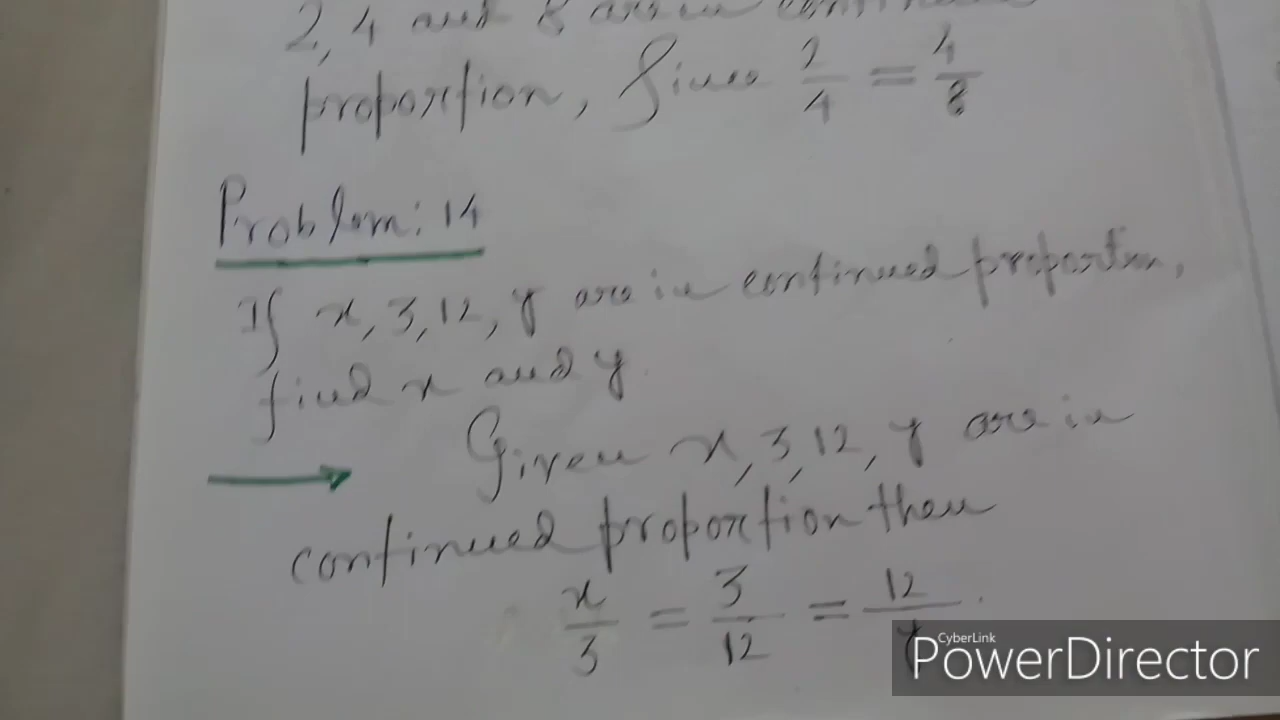 2, 4 and 8 are in continued
proportion, Since 2/4 = 4/8
Problem: 14
If x, 3, 12, y are in continued proportion,
find x and y.
Given x, 3, 12, y are in
continued proportion then
x/3 = 3/12 = 12/y
CyberLink
PowerDirector